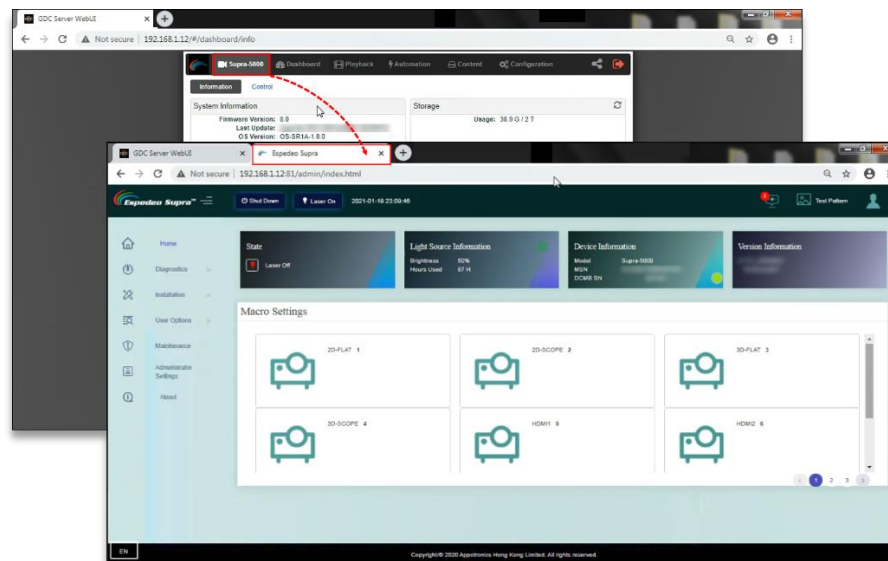 GDC Server WebUI
Not secure | 192.168.1.12/#/dashboard/info
Supra-5000 Dashboard Playback Automation Content Configuration
Information Control
System Information
Storage
Firmware Version: 8.0
Usage: 36.9 G / 2 T
Last Update:
OS Version: OS-SR1A-1.0.0
GDC Server WebUI
Espedeo Supra
Not secure | 192.168.1.12:81/admin/index.html
Espedeo Supra™
Shut Down
Laser On
2021-01-19 23:59:46
Test Pattern
Home
Diagnostics
Installation
User Options
Maintenance
Administrator
Settings
About
State
Laser Off
Light Source Information
Brightness 50%
Hours Used 87 H
Device Information
Model Supra-5000
MSN
DCMB SN
Version Information
Macro Settings
2D-FLAT 1
2D-SCOPE 2
3D-FLAT 3
3D-SCOPE 4
HDMI1 5
HDMI2 6
1 2 3
EN
Copyright© 2020 Appotronics Hong Kong Limited. All rights reserved.